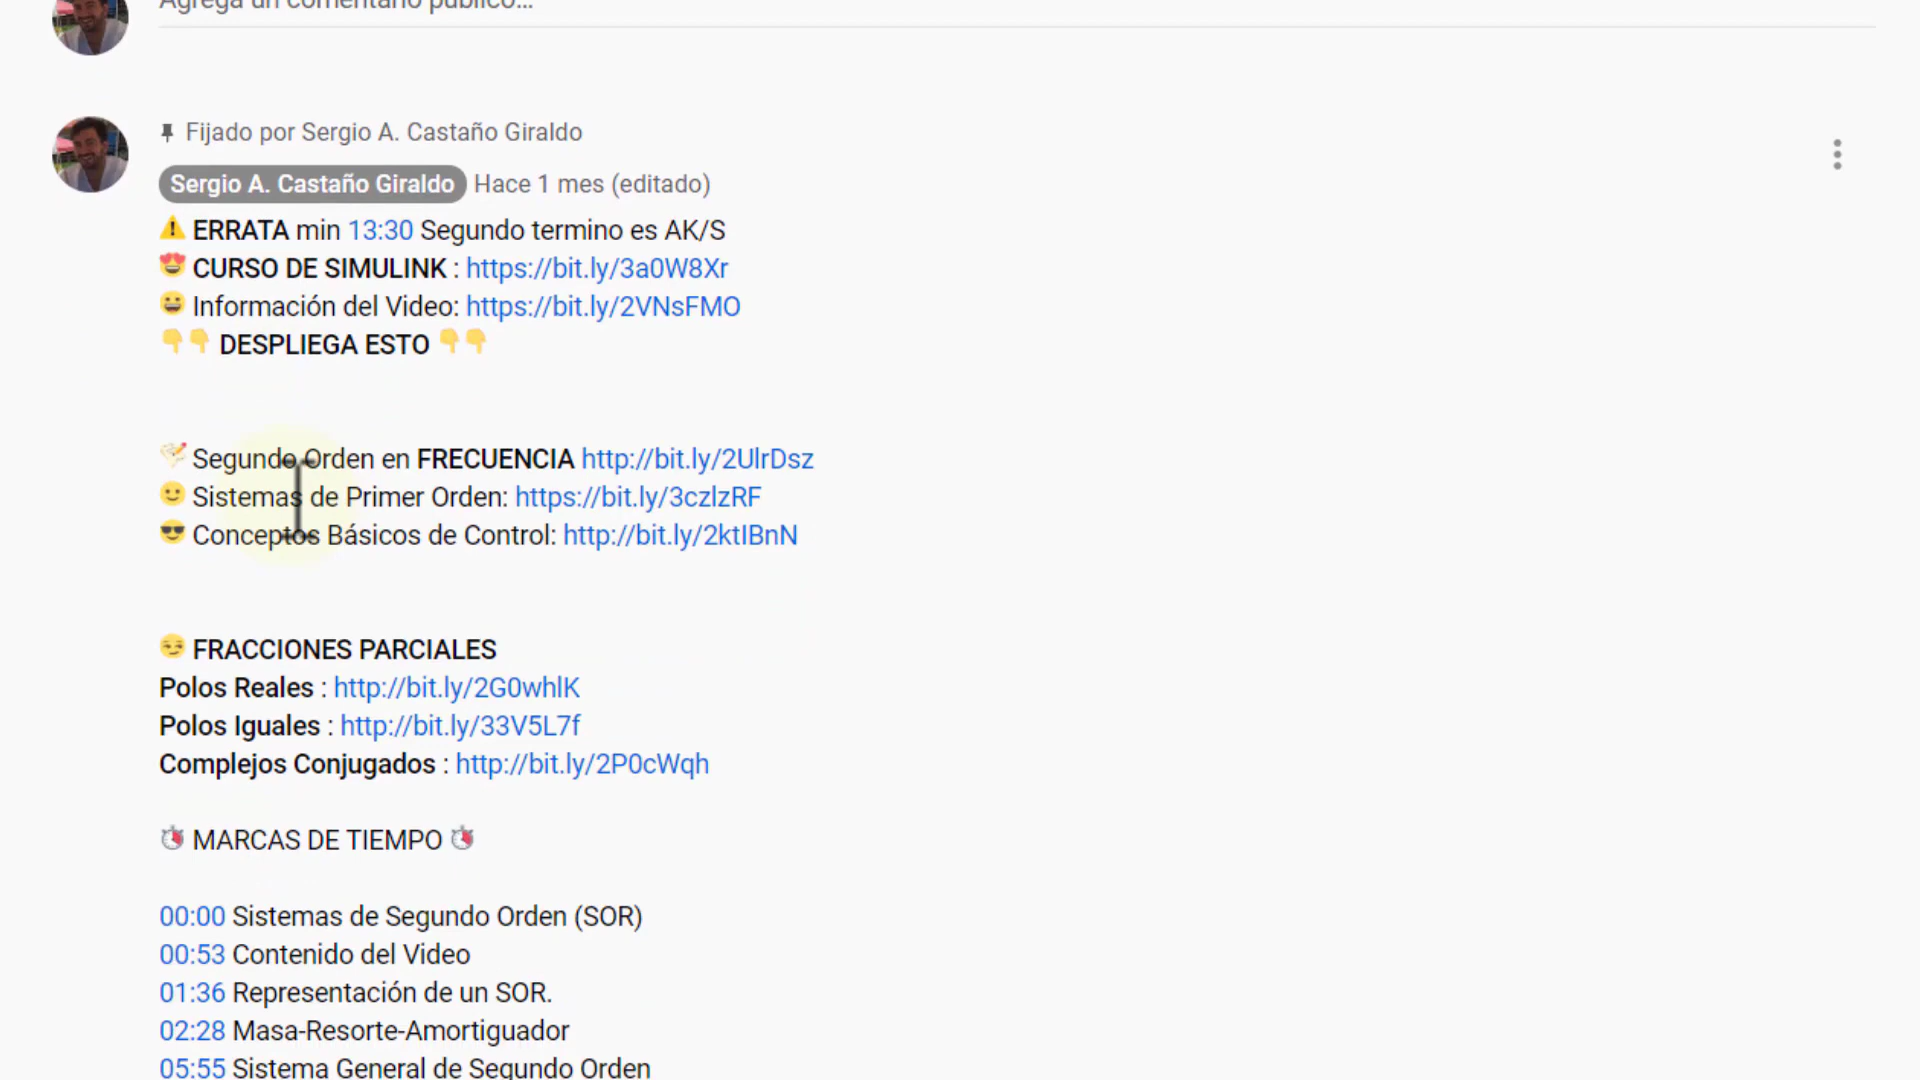 Agrega un comentario público...
Fijado por Sergio A. Castaño Giraldo
Sergio A. Castaño Giraldo Hace 1 mes (editado)
⚠ ERRATA min 13:30 Segundo termino es AK/S
😍 CURSO DE SIMULINK : https://bit.ly/3a0W8Xr
😀 Información del Video: https://bit.ly/2VNsFMO
👇👇 DESPLIEGA ESTO 👇👇
Segundo Orden en FRECUENCIA http://bit.ly/2UlrDsz
🙂 Sistemas de Primer Orden: https://bit.ly/3czlzRF
😎 Conceptos Básicos de Control: http://bit.ly/2ktIBnN
😏 FRACCIONES PARCIALES
Polos Reales : http://bit.ly/2G0whlK
Polos Iguales : http://bit.ly/33V5L7f
Complejos Conjugados : http://bit.ly/2P0cWqh
⏱ MARCAS DE TIEMPO ⏱
00:00 Sistemas de Segundo Orden (SOR)
00:53 Contenido del Video
01:36 Representación de un SOR.
02:28 Masa-Resorte-Amortiguador
05:55 Sistema General de Segundo Orden